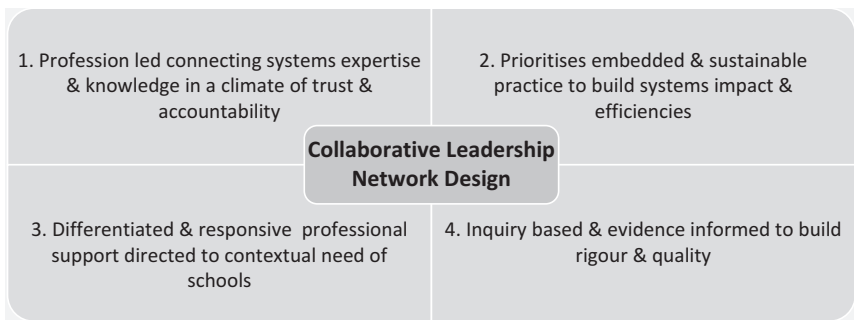 1. Profession led connecting systems expertise
& knowledge in a climate of trust &
accountability
2. Prioritises embedded & sustainable
practice to build systems impact &
efficiencies
Collaborative Leadership
Network Design
3. Differentiated & responsive professional
support directed to contextual need of
schools
4. Inquiry based & evidence informed to build
rigour & quality